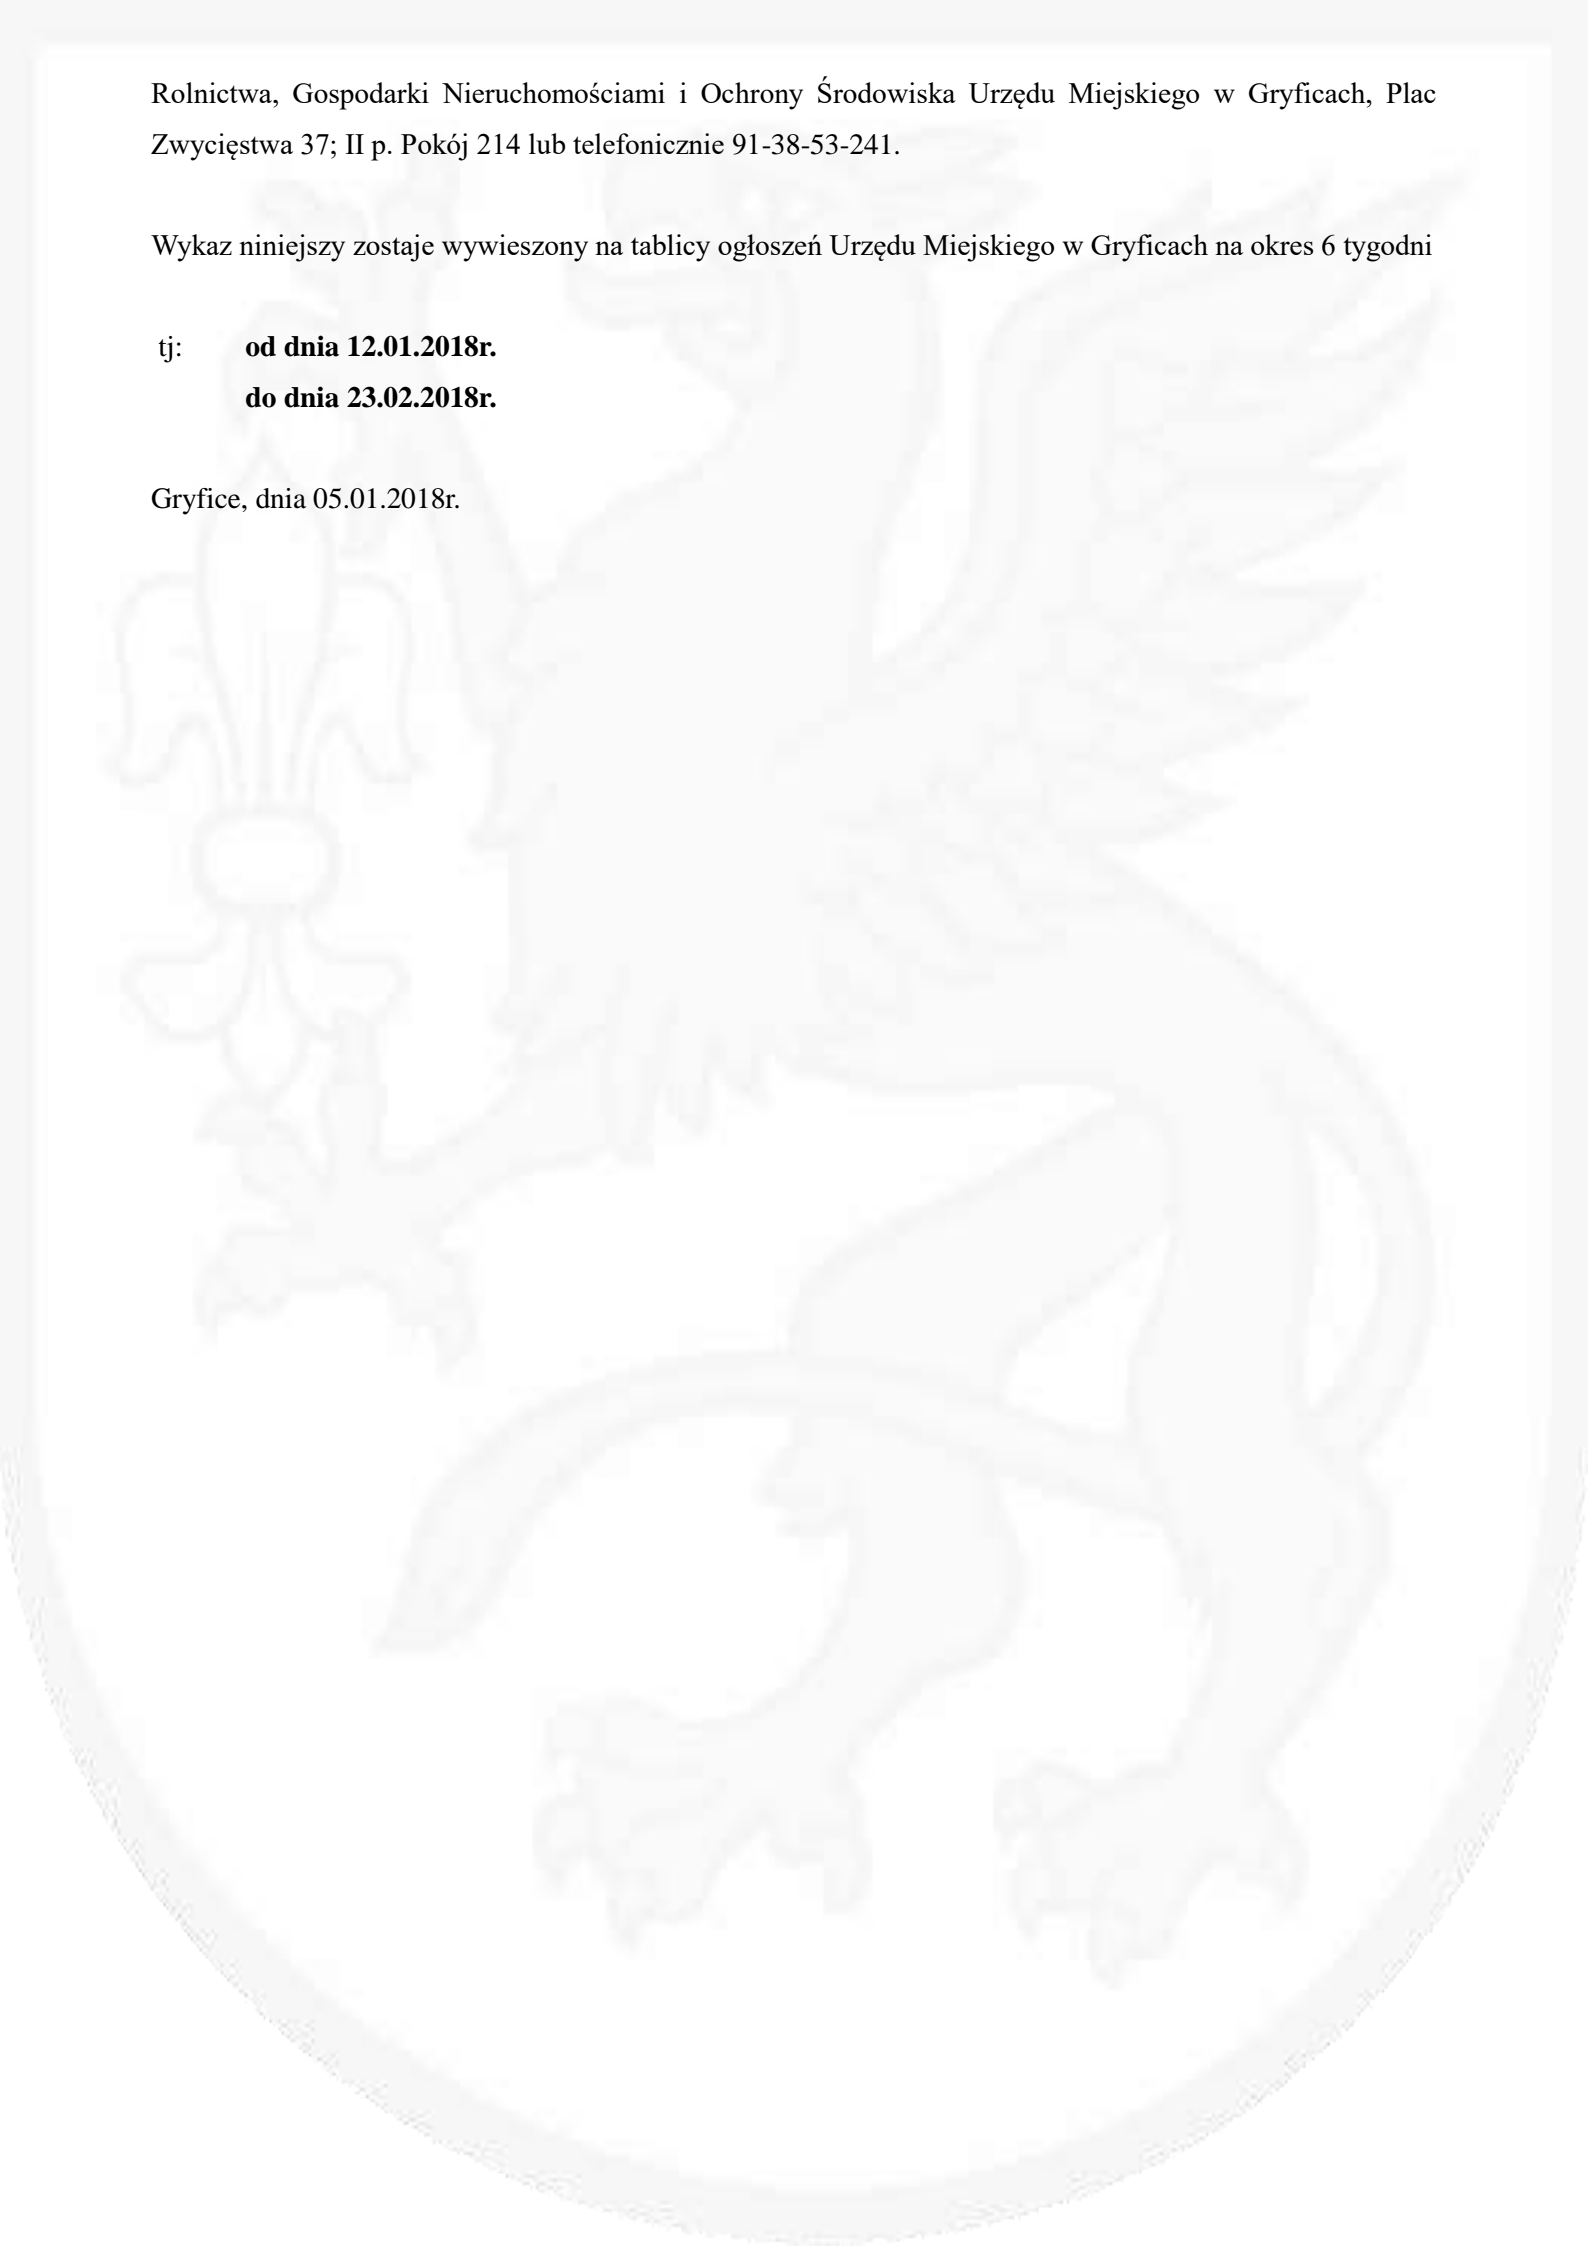 Rolnictwa, Gospodarki Nieruchomościami i Ochrony Środowiska Urzędu Miejskiego w Gryficach, Plac
Zwycięstwa 37; II p. Pokój 214 lub telefonicznie 91-38-53-241.
Wykaz niniejszy zostaje wywieszony na tablicy ogłoszeń Urzędu Miejskiego w Gryficach na okres 6 tygodni
tj: od dnia 12.01.2018r.
do dnia 23.02.2018r.
Gryfice, dnia 05.01.2018r.